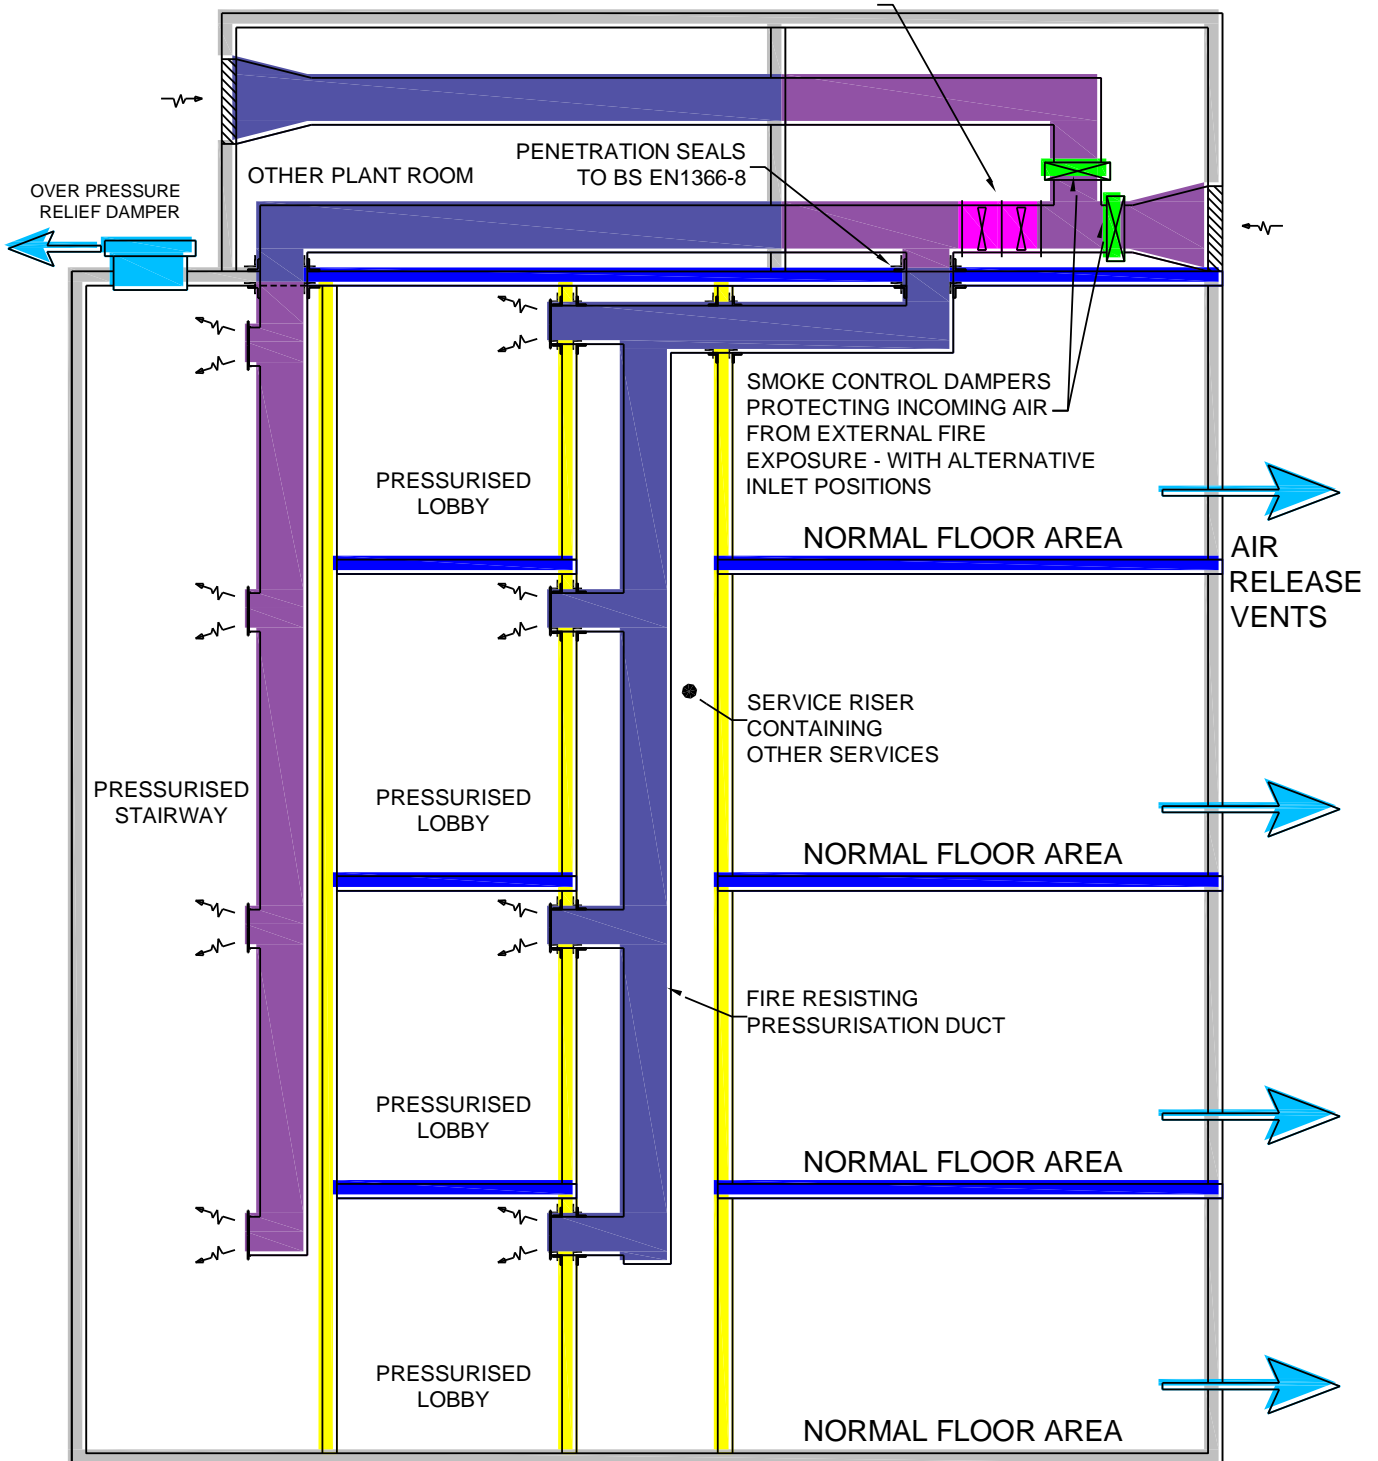 PENETRATION SEALS
TO BS EN1366-8
OTHER PLANT ROOM
OVER PRESSURE
RELIEF DAMPER
SMOKE CONTROL DAMPERS
PROTECTING INCOMING AIR
FROM EXTERNAL FIRE
EXPOSURE - WITH ALTERNATIVE
INLET POSITIONS
PRESSURISED
LOBBY
NORMAL FLOOR AREA
AIR
RELEASE
VENTS
SERVICE RISER
CONTAINING
OTHER SERVICES
PRESSURISED
STAIRWAY
PRESSURISED
LOBBY
NORMAL FLOOR AREA
FIRE RESISTING
PRESSURISATION DUCT
PRESSURISED
LOBBY
NORMAL FLOOR AREA
PRESSURISED
LOBBY
NORMAL FLOOR AREA